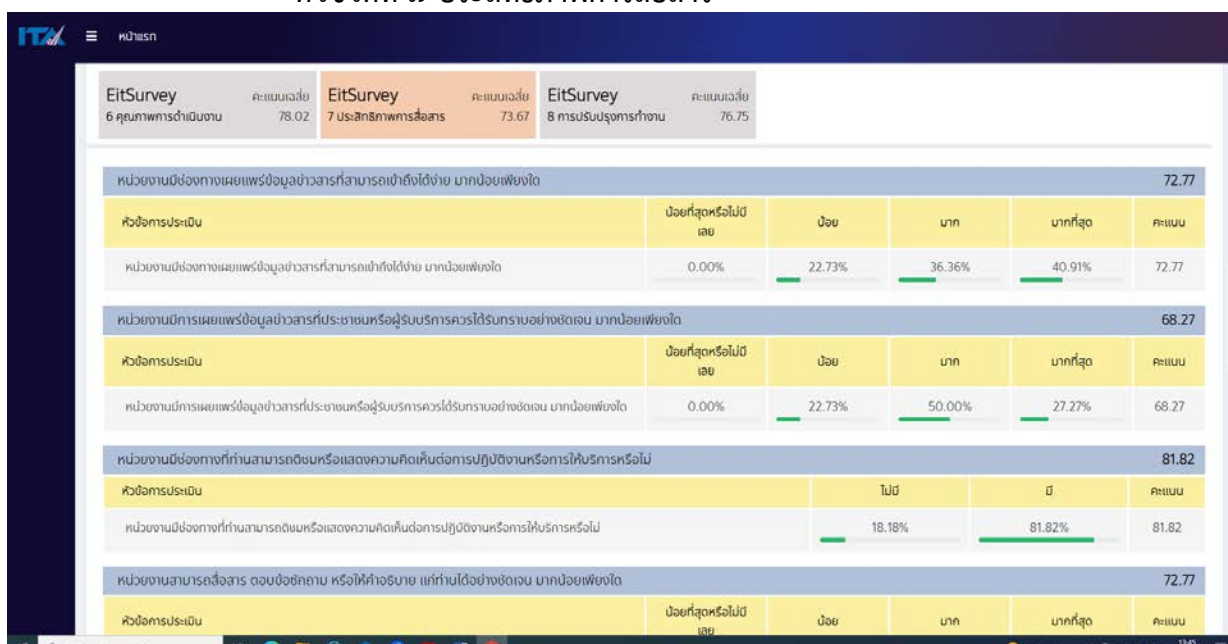 ITA
หน้าแรก
EitSurvey คะแนนเฉลี่ย
6 คุณภาพการดำเนินงาน 78.02
EitSurvey คะแนนเฉลี่ย
7 ประสิทธิภาพการสื่อสาร 73.67
EitSurvey คะแนนเฉลี่ย
8 การปรับปรุงการทำงาน 76.75
หน่วยงานมีช่องทางเผยแพร่ข้อมูลข่าวสารที่สามารถเข้าถึงได้ง่าย มากน้อยเพียงใด 72.77
หัวข้อการประเมิน น้อยที่สุดหรือไม่มีเลย น้อย มาก มากที่สุด คะแนน
หน่วยงานมีช่องทางเผยแพร่ข้อมูลข่าวสารที่สามารถเข้าถึงได้ง่าย มากน้อยเพียงใด 0.00% 22.73% 36.36% 40.91% 72.77
หน่วยงานมีการเผยแพร่ข้อมูลข่าวสารที่ประชาชนหรือผู้รับบริการควรได้รับทราบอย่างชัดเจน มากน้อยเพียงใด 68.27
หัวข้อการประเมิน น้อยที่สุดหรือไม่มีเลย น้อย มาก มากที่สุด คะแนน
หน่วยงานมีการเผยแพร่ข้อมูลข่าวสารที่ประชาชนหรือผู้รับบริการควรได้รับทราบอย่างชัดเจน มากน้อยเพียงใด 0.00% 22.73% 50.00% 27.27% 68.27
หน่วยงานมีช่องทางที่ท่านสามารถติชมหรือแสดงความคิดเห็นต่อการปฏิบัติงานหรือการให้บริการหรือไม่ 81.82
หัวข้อการประเมิน ไม่มี มี คะแนน
หน่วยงานมีช่องทางที่ท่านสามารถติชมหรือแสดงความคิดเห็นต่อการปฏิบัติงานหรือการให้บริการหรือไม่ 18.18% 81.82% 81.82
หน่วยงานสามารถสื่อสาร ตอบข้อซักถาม หรือให้คำอธิบาย แก่ท่านได้อย่างชัดเจน มากน้อยเพียงใด 72.77
หัวข้อการประเมิน น้อยที่สุดหรือไม่มีเลย น้อย มาก มากที่สุด คะแนน
13:45